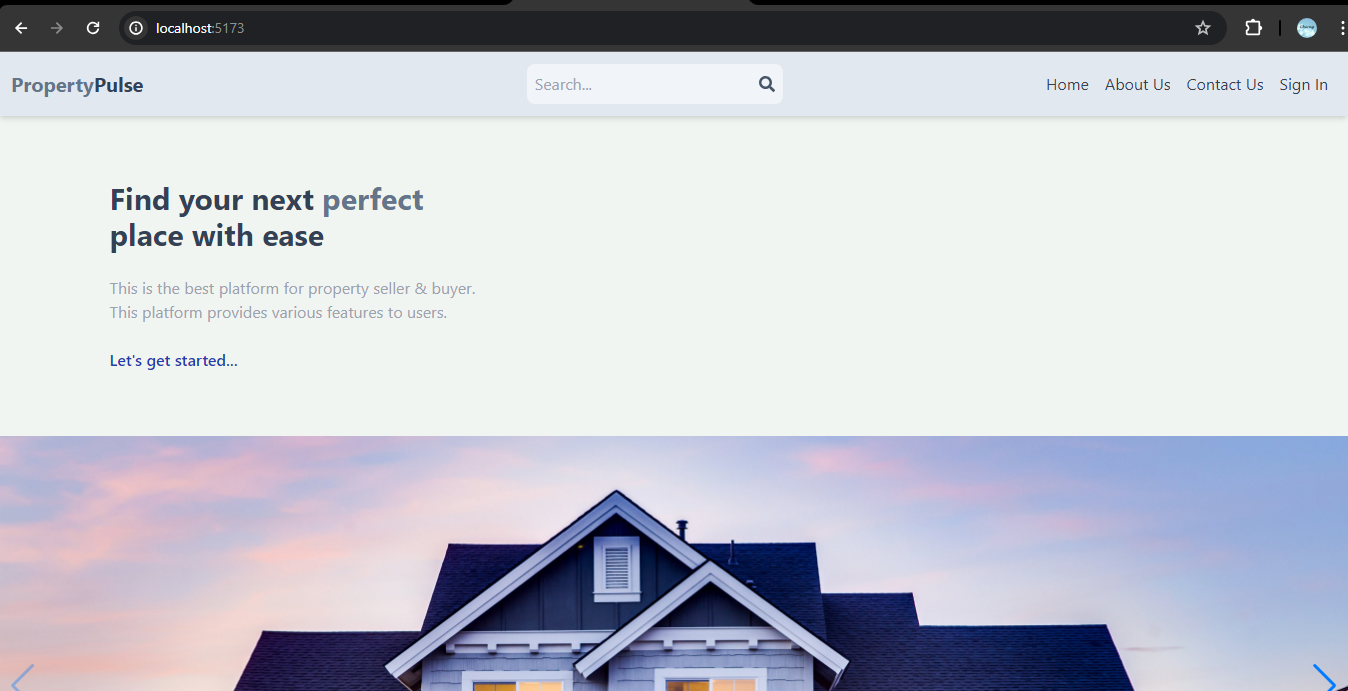 localhost:5173
PropertyPulse
Search...
Home About Us Contact Us Sign In
Find your next perfect
place with ease
This is the best platform for property seller & buyer.
This platform provides various features to users.
Let's get started...